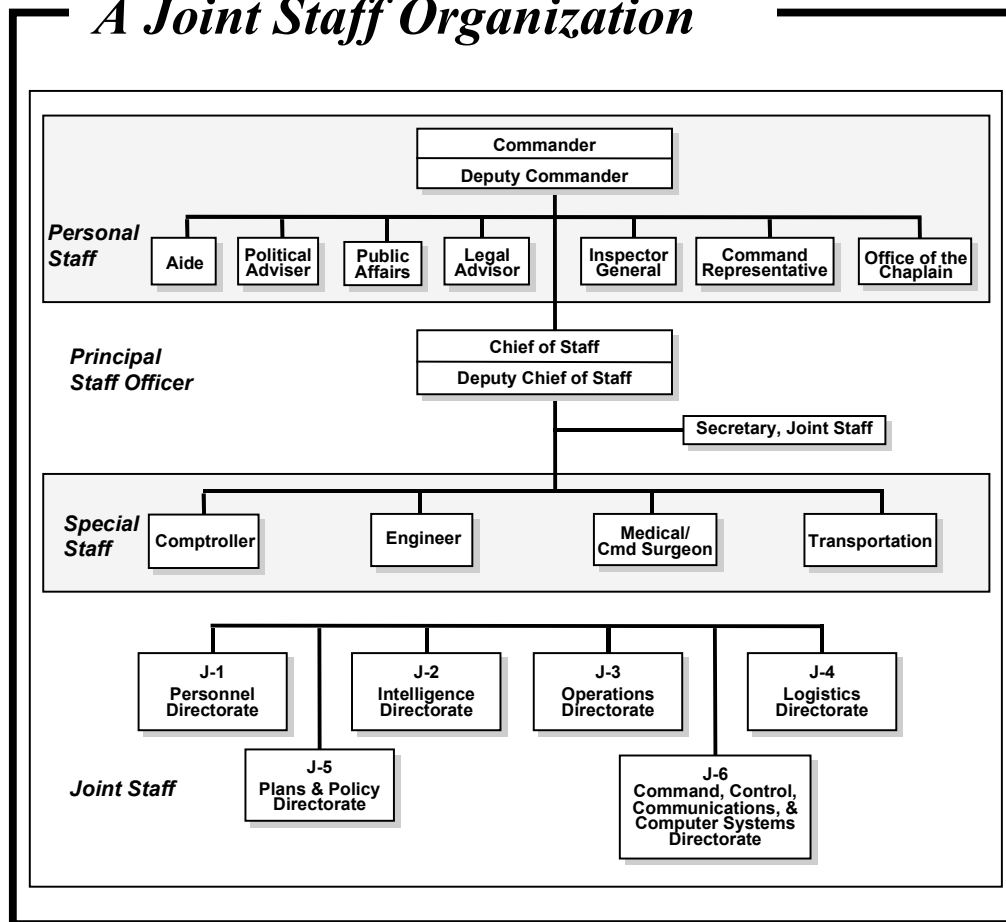 A Joint Staff Organization
Commander
Deputy Commander
Personal
Staff
Aide
Political
Adviser
Public
Affairs
Legal
Advisor
Inspector
General
Command
Representative
Office of the
Chaplain
Principal
Staff Officer
Chief of Staff
Deputy Chief of Staff
Secretary, Joint Staff
Special
Staff
Comptroller
Engineer
Medical/
Cmd Surgeon
Transportation
J-1
Personnel
Directorate
J-2
Intelligence
Directorate
J-3
Operations
Directorate
J-4
Logistics
Directorate
Joint Staff
J-5
Plans & Policy
Directorate
J-6
Command, Control,
Communications, &
Computer Systems
Directorate